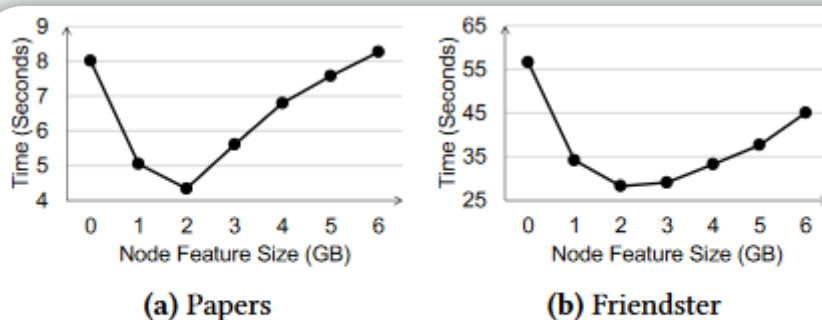 9
8
7
6
5
4
Time (Seconds)
0 1 2 3 4 5 6
Node Feature Size (GB)
(a) Papers
65
55
45
35
25
Time (Seconds)
0 1 2 3 4 5 6
Node Feature Size (GB)
(b) Friendster